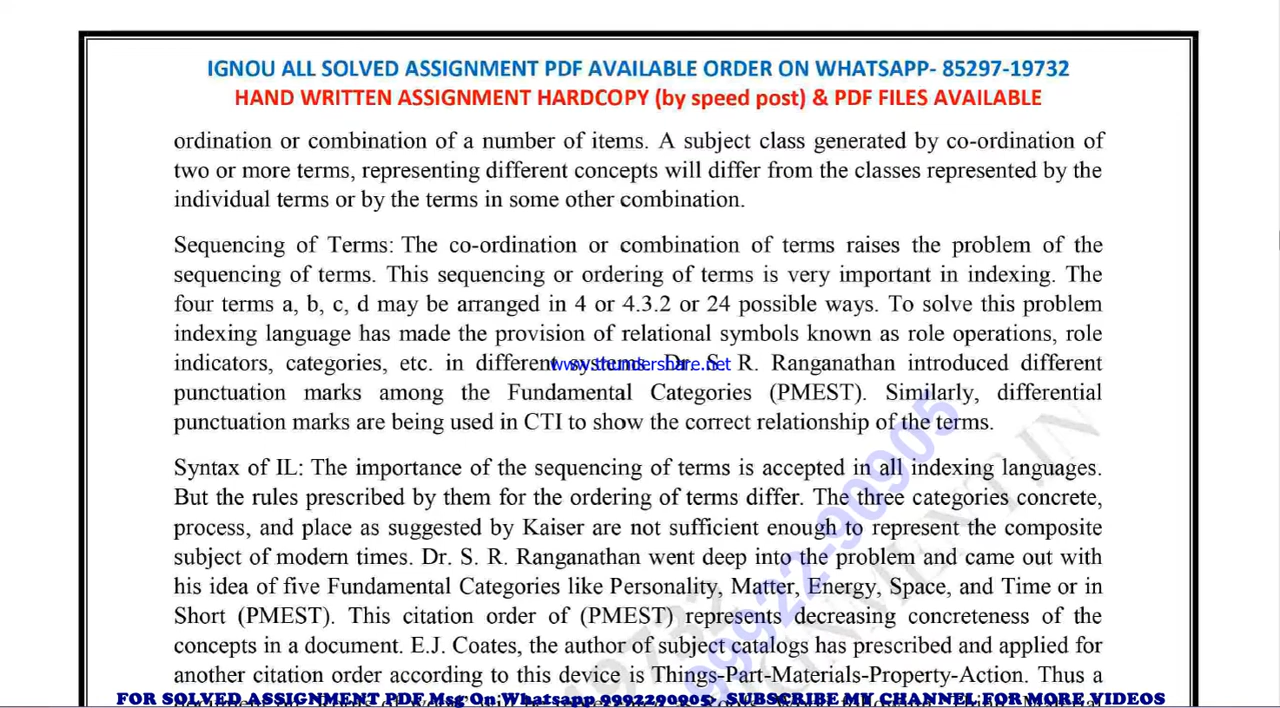 IGNOU ALL SOLVED ASSIGNMENT PDF AVAILABLE ORDER ON WHATSAPP- 85297-19732
HAND WRITTEN ASSIGNMENT HARDCOPY (by speed post) & PDF FILES AVAILABLE
ordination or combination of a number of items. A subject class generated by co-ordination of
two or more terms, representing different concepts will differ from the classes represented by the
individual terms or by the terms in some other combination.
Sequencing of Terms: The co-ordination or combination of terms raises the problem of the
sequencing of terms. This sequencing or ordering of terms is very important in indexing. The
four terms a, b, c, d may be arranged in 4 or 4.3.2 or 24 possible ways. To solve this problem
indexing language has made the provision of relational symbols known as role operations, role
indicators, categories, etc. in different systems Dr. S R. Ranganathan introduced different
www.thundershare.net
punctuation marks among the Fundamental Categories (PMEST). Similarly, differential
punctuation marks are being used in CTI to show the correct relationship of the terms.
Syntax of IL: The importance of the sequencing of terms is accepted in all indexing languages.
But the rules prescribed by them for the ordering of terms differ. The three categories concrete,
process, and place as suggested by Kaiser are not sufficient enough to represent the composite
subject of modern times. Dr. S. R. Ranganathan went deep into the problem and came out with
his idea of five Fundamental Categories like Personality, Matter, Energy, Space, and Time or in
Short (PMEST). This citation order of (PMEST) represents decreasing concreteness of the
concepts in a document. E.J. Coates, the author of subject catalogs has prescribed and applied for
another citation order according to this device is Things-Part-Materials-Property-Action. Thus a
19732
99922-90905
GNMENT.IN
FOR SOLVED ASSIGNMENT PDF Msg On Whatsapp 9992290905 SUBSCRIBE MY CHANNEL FOR MORE VIDEOS